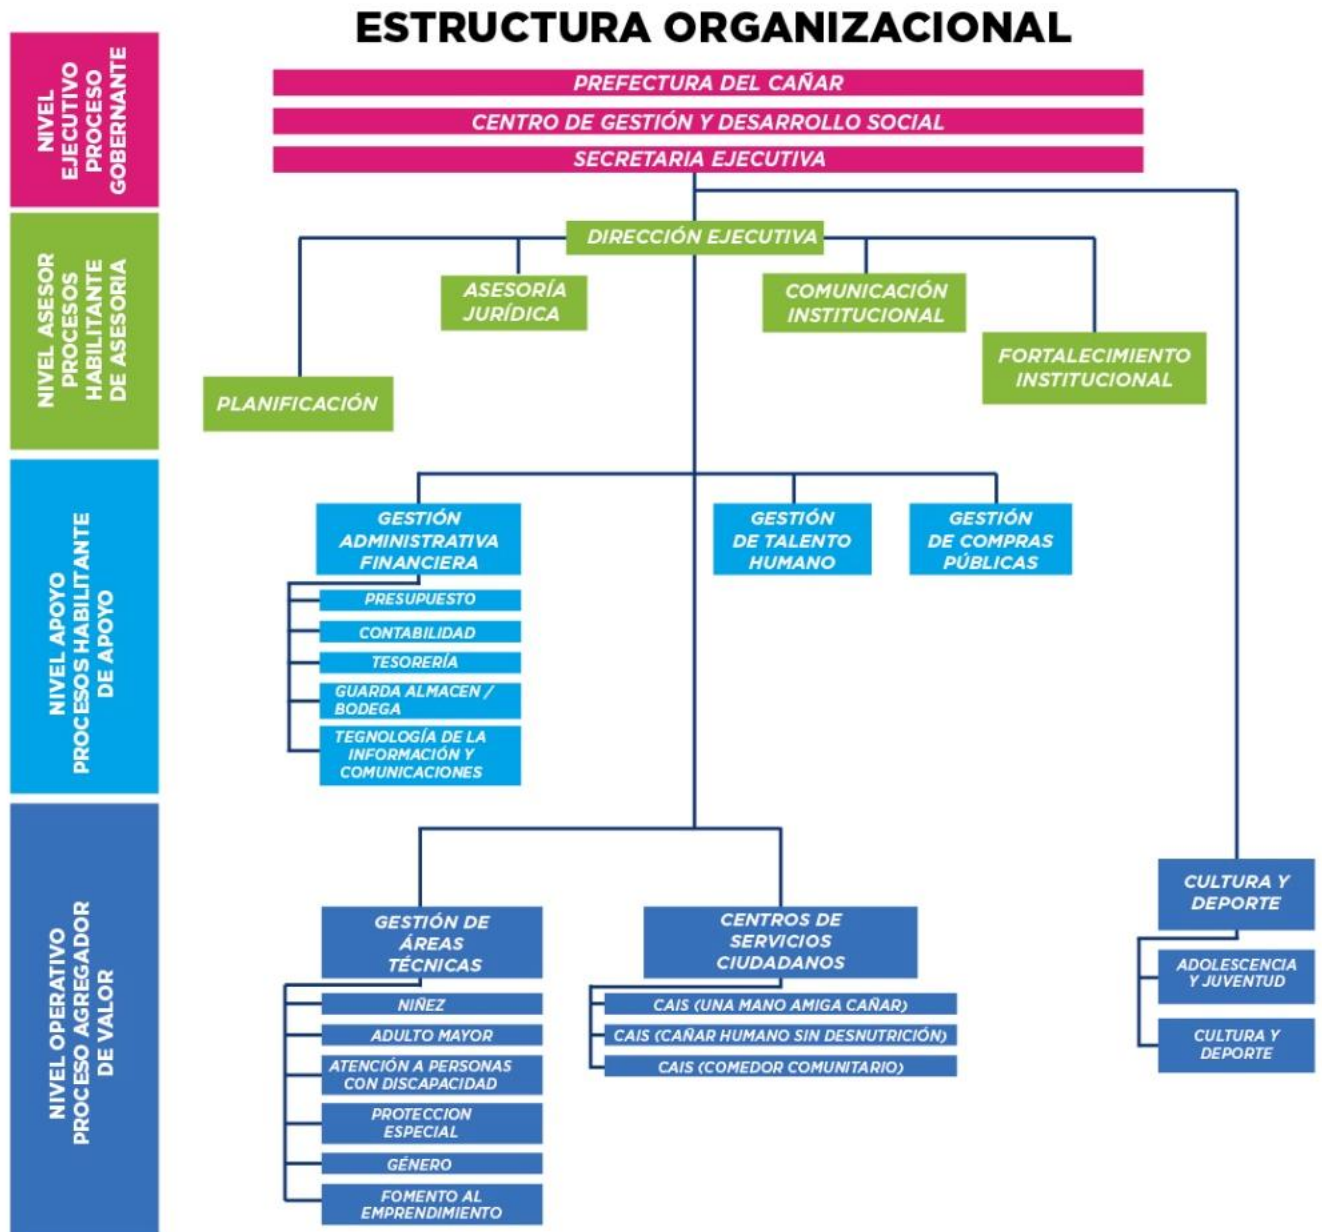 ESTRUCTURA ORGANIZACIONAL
NIVEL
EJECUTIVO
PROCESO
GOBERNANTE
PREFECTURA DEL CAÑAR
CENTRO DE GESTIÓN Y DESARROLLO SOCIAL
SECRETARIA EJECUTIVA
NIVEL ASESOR
PROCESOS
HABILITANTE
DE ASESORIA
DIRECCIÓN EJECUTIVA
ASESORÍA
JURÍDICA
COMUNICACIÓN
INSTITUCIONAL
FORTALECIMIENTO
INSTITUCIONAL
PLANIFICACIÓN
NIVEL APOYO
PROCESOS HABILITANTE
DE APOYO
GESTIÓN
ADMINISTRATIVA
FINANCIERA
PRESUPUESTO
CONTABILIDAD
TESORERÍA
GUARDA ALMACEN /
BODEGA
TEGNOLOGÍA DE LA
INFORMACIÓN Y
COMUNICACIONES
GESTIÓN
DE TALENTO
HUMANO
GESTIÓN
DE COMPRAS
PÚBLICAS
NIVEL OPERATIVO
PROCESO AGREGADOR
DE VALOR
GESTIÓN DE
ÁREAS
TÉCNICAS
NIÑEZ
ADULTO MAYOR
ATENCIÓN A PERSONAS
CON DISCAPACIDAD
PROTECCION
ESPECIAL
GÉNERO
FOMENTO AL
EMPRENDIMIENTO
CENTROS DE
SERVICIOS
CIUDADANOS
CAIS (UNA MANO AMIGA CAÑAR)
CAIS (CAÑAR HUMANO SIN DESNUTRICIÓN)
CAIS (COMEDOR COMUNITARIO)
CULTURA Y
DEPORTE
ADOLESCENCIA
Y JUVENTUD
CULTURA Y
DEPORTE